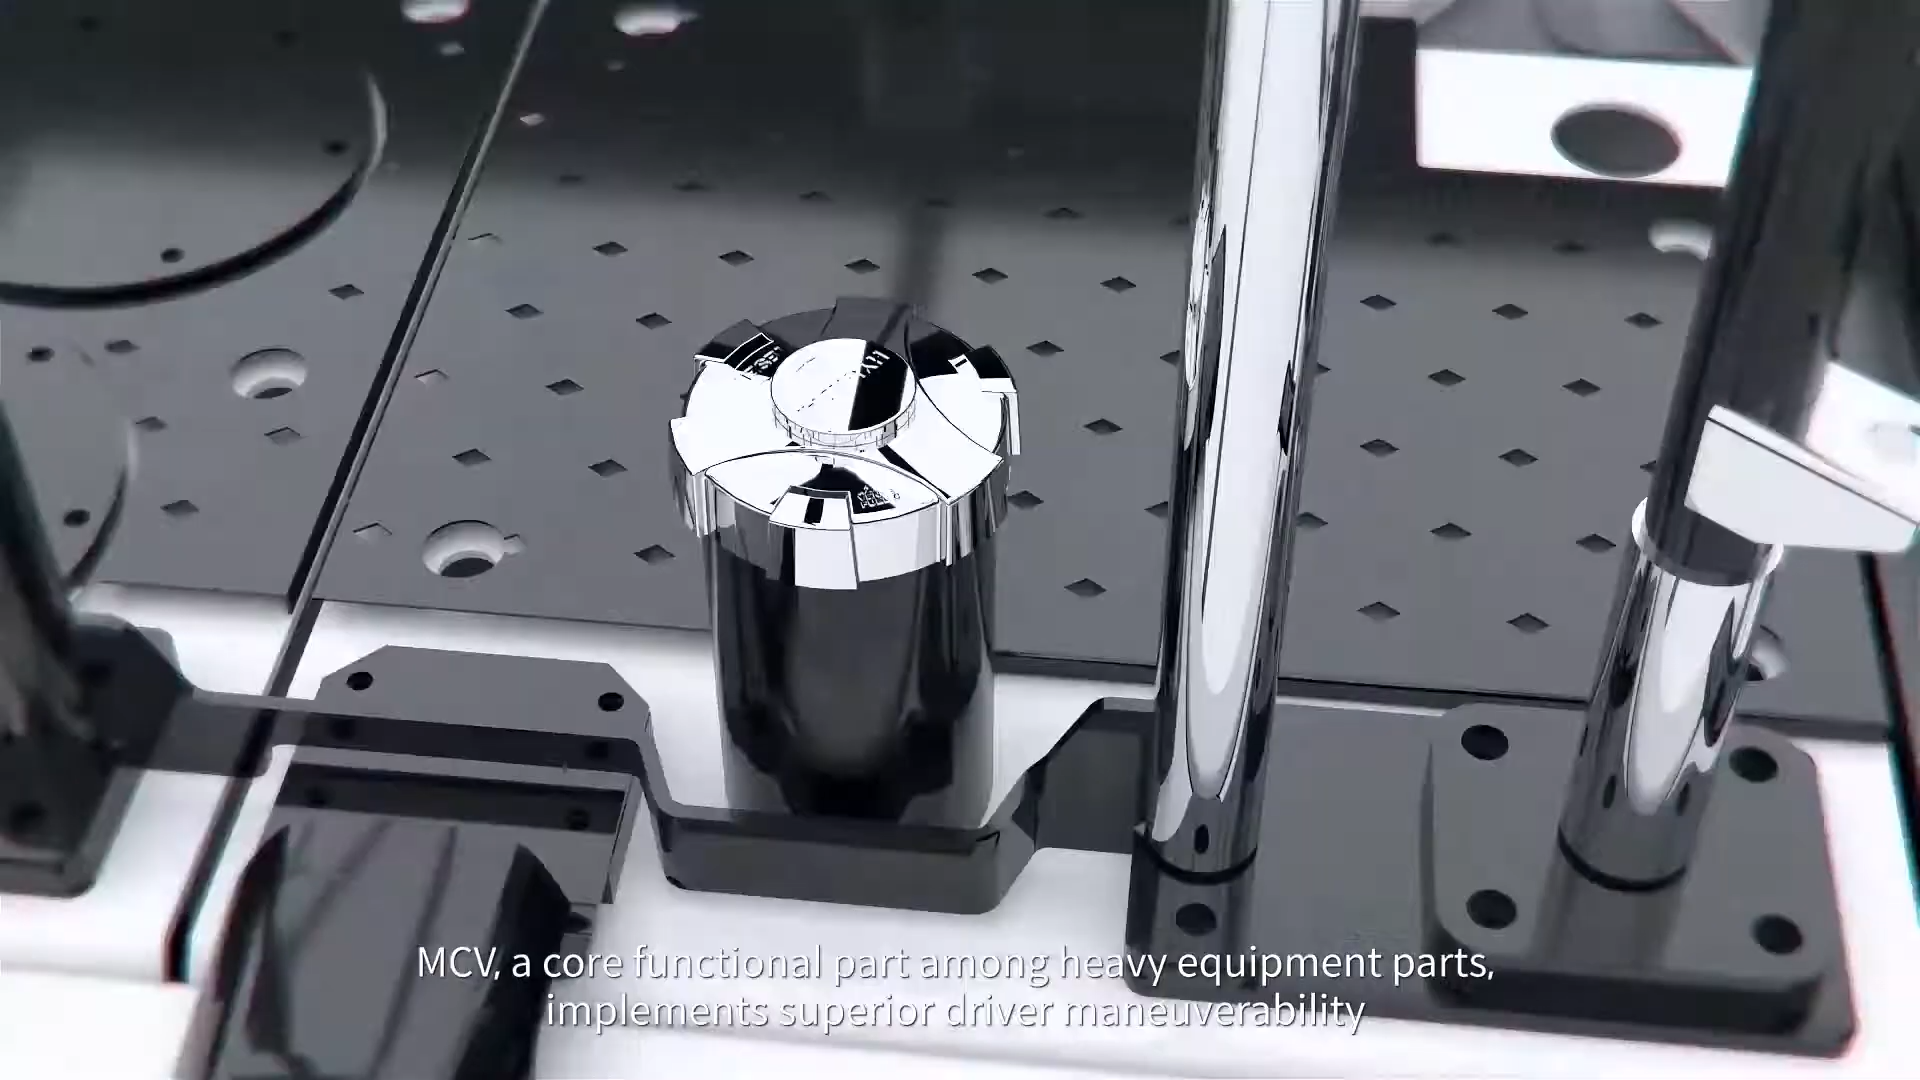 MCV, a core functional part among heavy equipment parts,
implements superior driver maneuverability